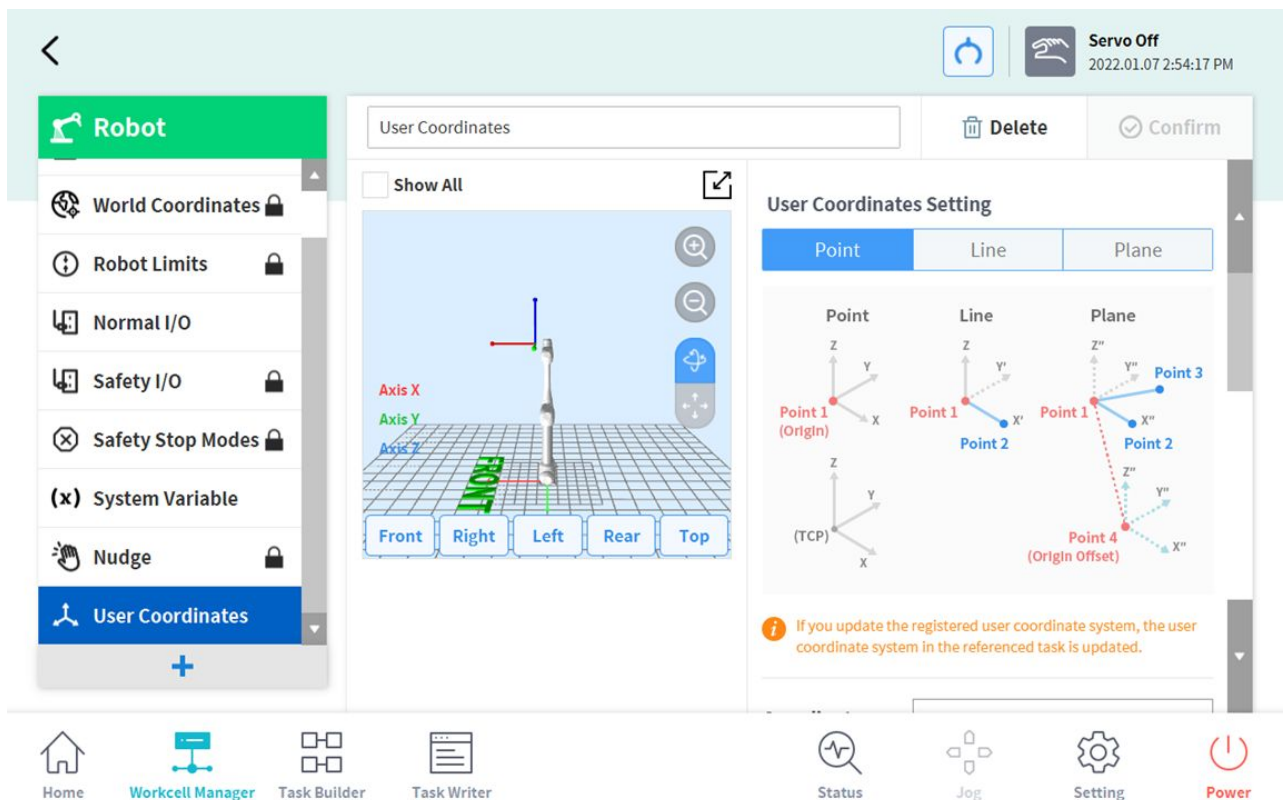 Servo Off
2022.01.07 2:54:17 PM
Robot
World Coordinates
Robot Limits
Normal I/O
Safety I/O
Safety Stop Modes
(x) System Variable
Nudge
User Coordinates
+
User Coordinates
Delete
Confirm
Show All
Axis X
Axis Y
Axis Z
FRONT
Front Right Left Rear Top
User Coordinates Setting
Point Line Plane
Point Line Plane
Z Z Z"
Y Y' Y" Point 3
Point 1 X Point 1 X' Point 1 X"
(Origin) Point 2 Point 2
Z Z"
Y Y"
(TCP) Point 4 X"
X (Origin Offset)
i If you update the registered user coordinate system, the user
coordinate system in the referenced task is updated.
Home Workcell Manager Task Builder Task Writer Status Jog Setting Power